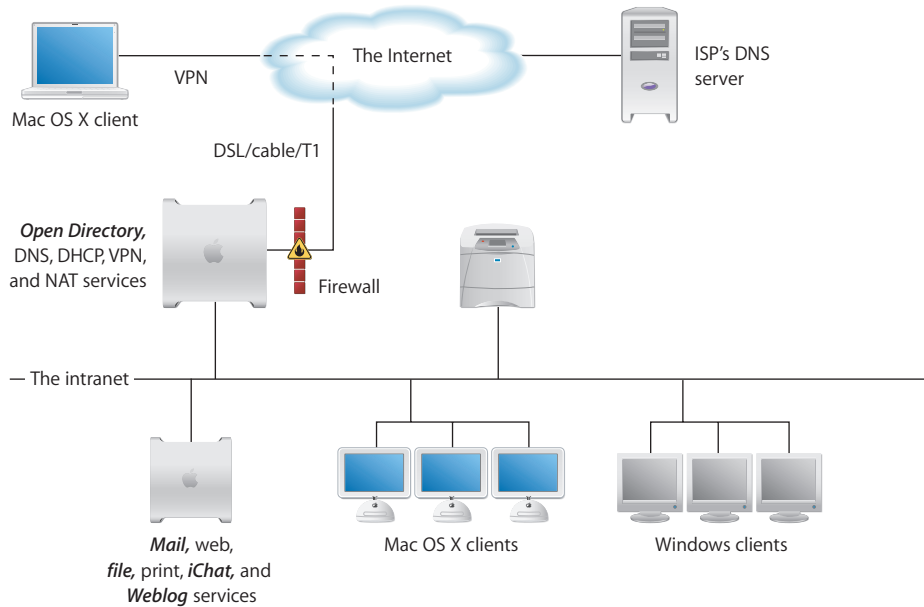 The Internet
ISP's DNS
server
VPN
Mac OS X client
DSL/cable/T1
Open Directory,
DNS, DHCP, VPN,
and NAT services
Firewall
The intranet
Mail, web,
file, print, iChat, and
Weblog services
Mac OS X clients
Windows clients